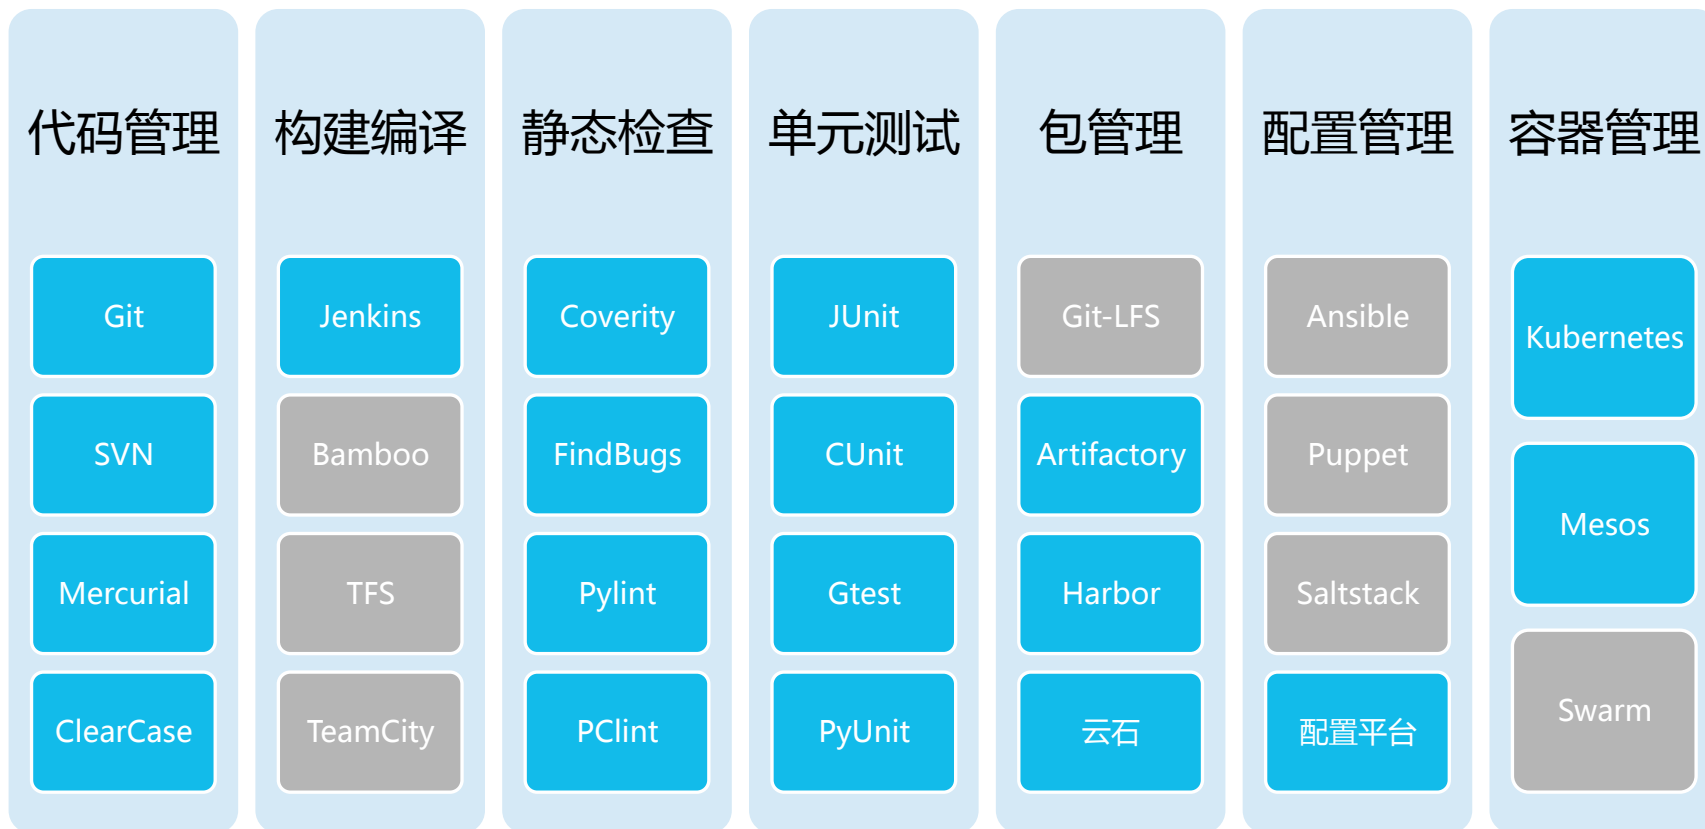 代码管理
Git
SVN
Mercurial
ClearCase
构建编译
Jenkins
Bamboo
TFS
TeamCity
静态检查
Coverity
FindBugs
Pylint
PClint
单元测试
JUnit
CUnit
Gtest
PyUnit
包管理
Git-LFS
Artifactory
Harbor
云石
配置管理
Ansible
Puppet
Saltstack
配置平台
容器管理
Kubernetes
Mesos
Swarm